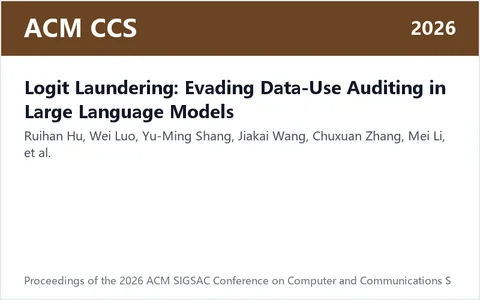 ACM CCS
2026
Logit Laundering: Evading Data-Use Auditing in
Large Language Models
Ruihan Hu, Wei Luo, Yu-Ming Shang, Jiakai Wang, Chuxuan Zhang, Mei Li,
et al.
Proceedings of the 2026 ACM SIGSAC Conference on Computer and Communications S